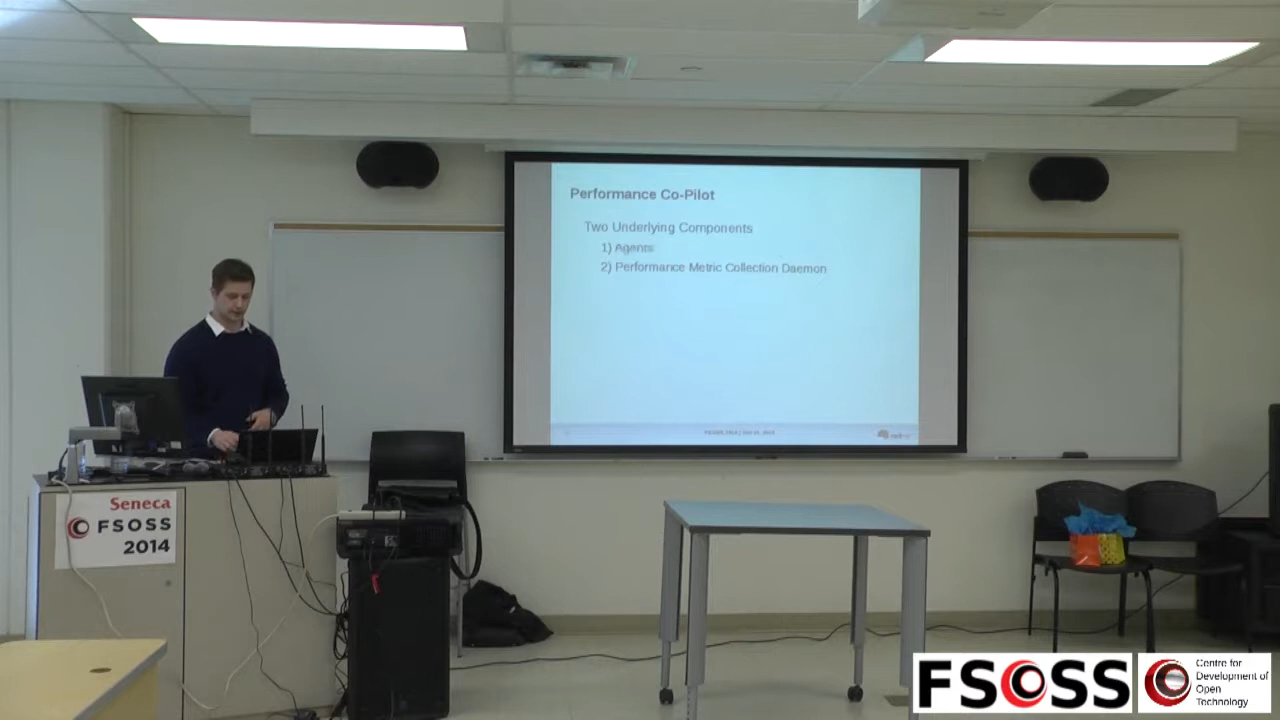 Performance Co-Pilot
Two Underlying Components
1) Agents
2) Performance Metric Collection Daemon
Seneca
FSOSS
2014
FSOSS
Centre for
Development of
Open
Technology